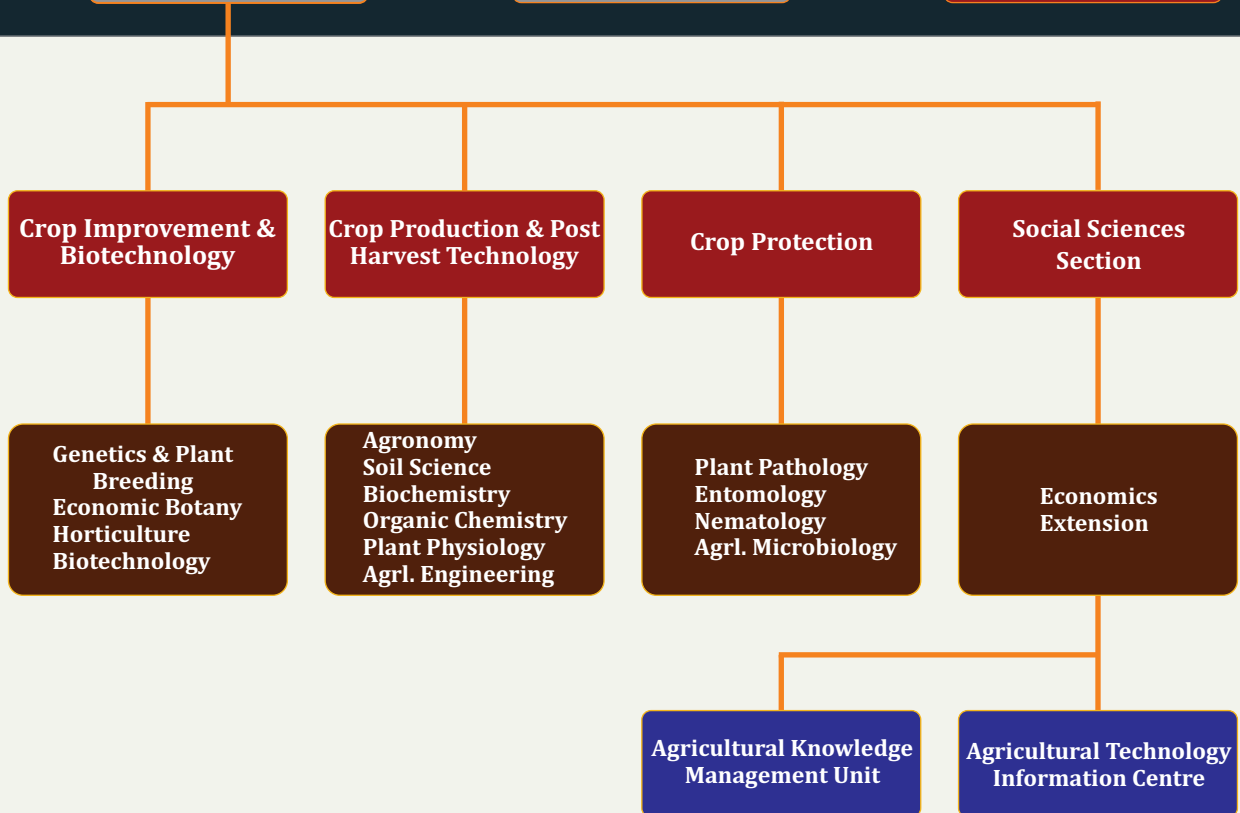 Crop Improvement &
Biotechnology
Crop Production & Post
Harvest Technology
Crop Protection
Social Sciences
Section
Genetics & Plant
Breeding
Economic Botany
Horticulture
Biotechnology
Agronomy
Soil Science
Biochemistry
Organic Chemistry
Plant Physiology
Agrl. Engineering
Plant Pathology
Entomology
Nematology
Agrl. Microbiology
Economics
Extension
Agricultural Knowledge
Management Unit
Agricultural Technology
Information Centre